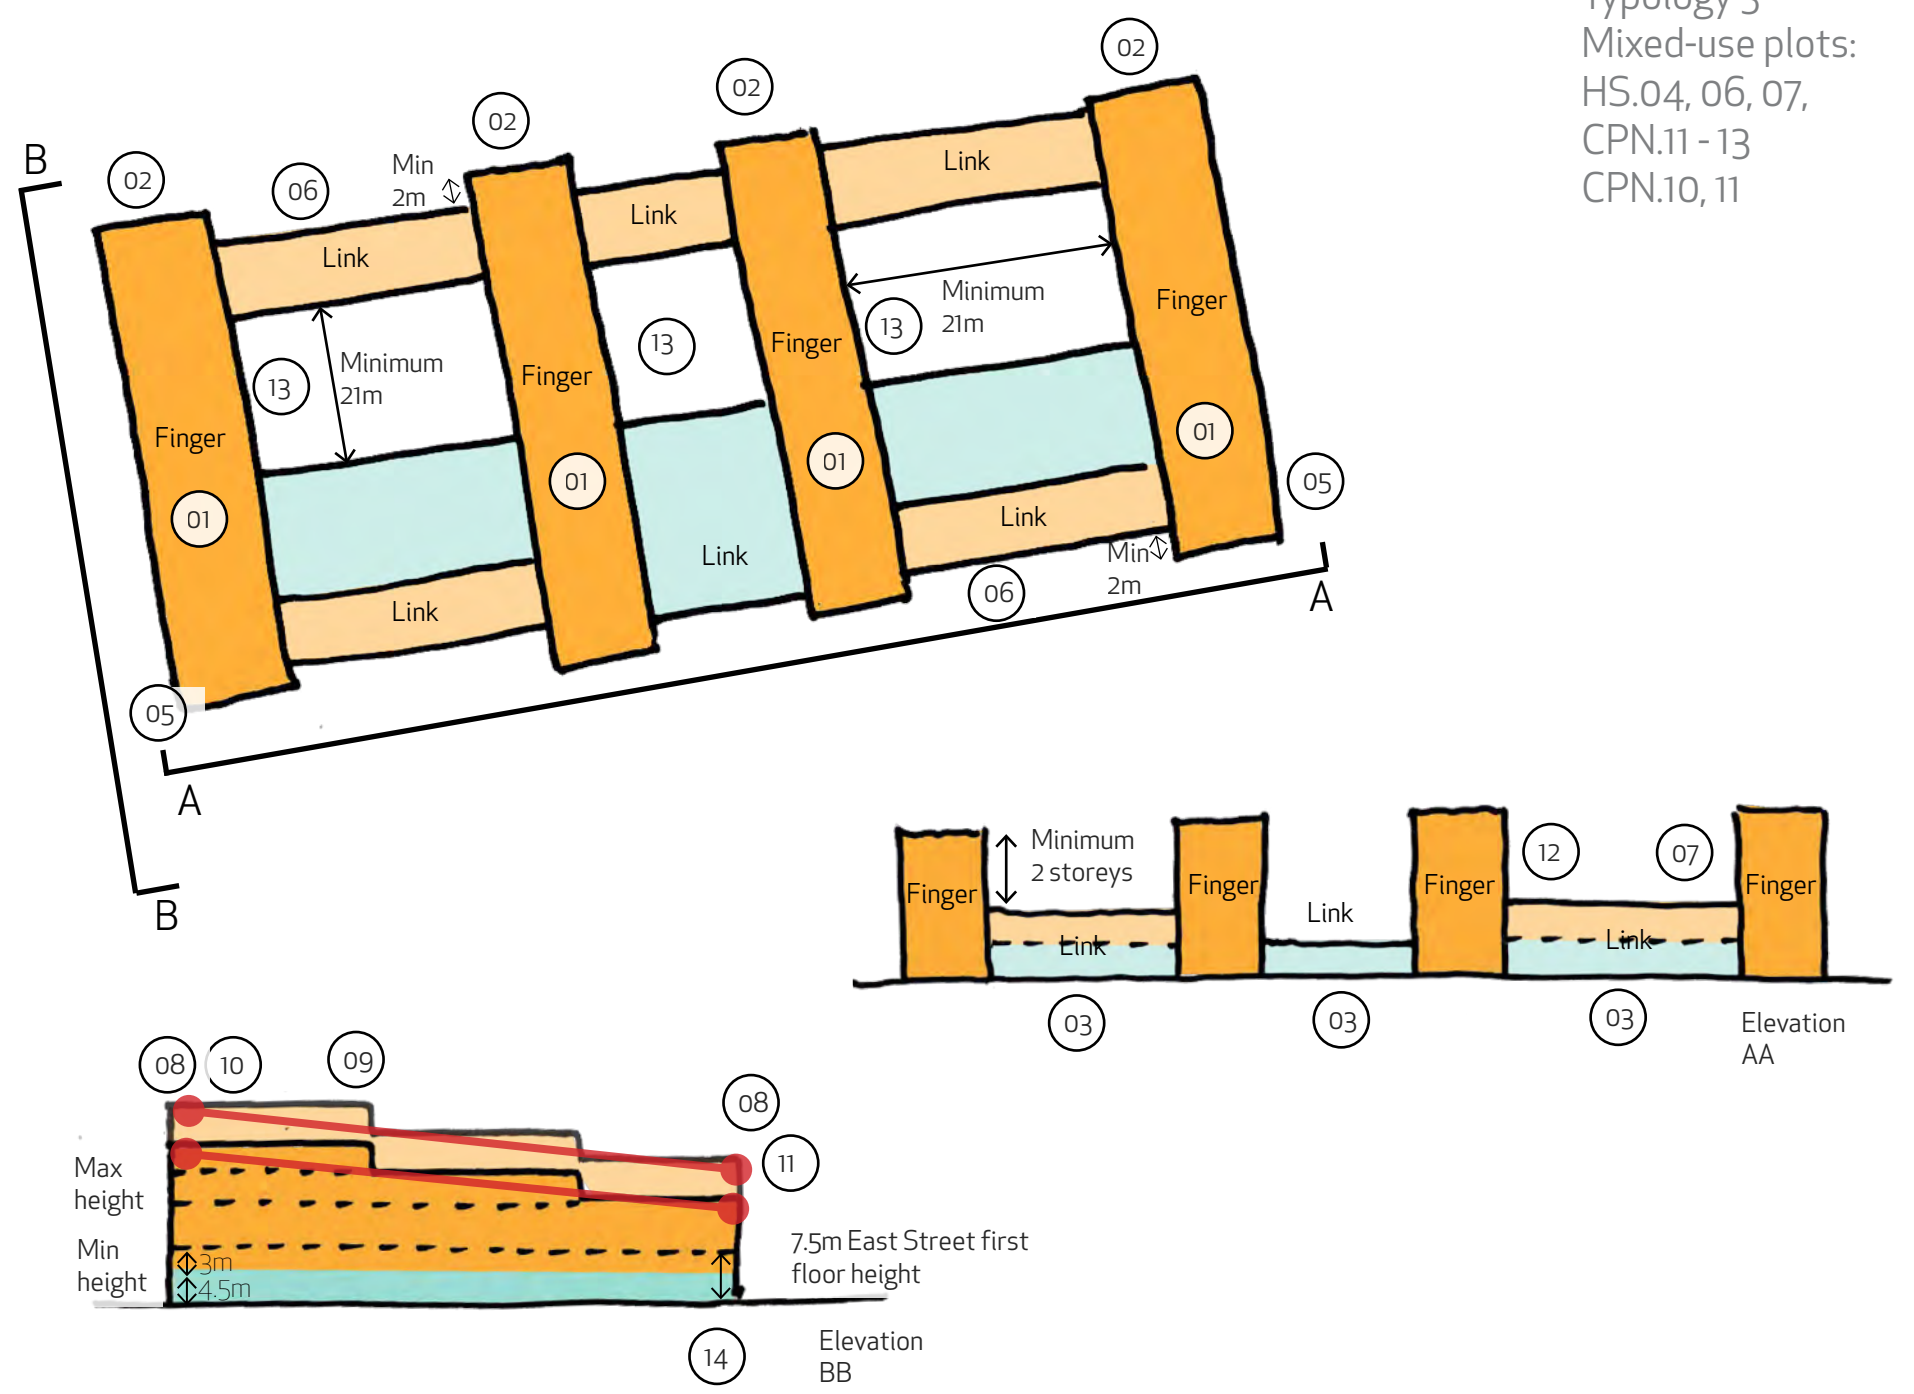 Typology 3
Mixed-use plots:
HS.04, 06, 07,
CPN.11 - 13
CPN.10, 11
02
02
02
02
B
06
Min
2m
Link
Link
Link
Finger
Minimum
21m
13
Minimum
21m
13
13
Finger
Finger
Finger
01
01
01
01
05
Link
Link
Link
Min
2m
06
A
05
A
B
Minimum
2 storeys
12
07
Finger
Finger
Finger
Finger
Link
Link
Link
03
03
03
Elevation
AA
08
10
09
08
11
Max
height
Min
height
3m
4.5m
7.5m East Street first
floor height
14
Elevation
BB